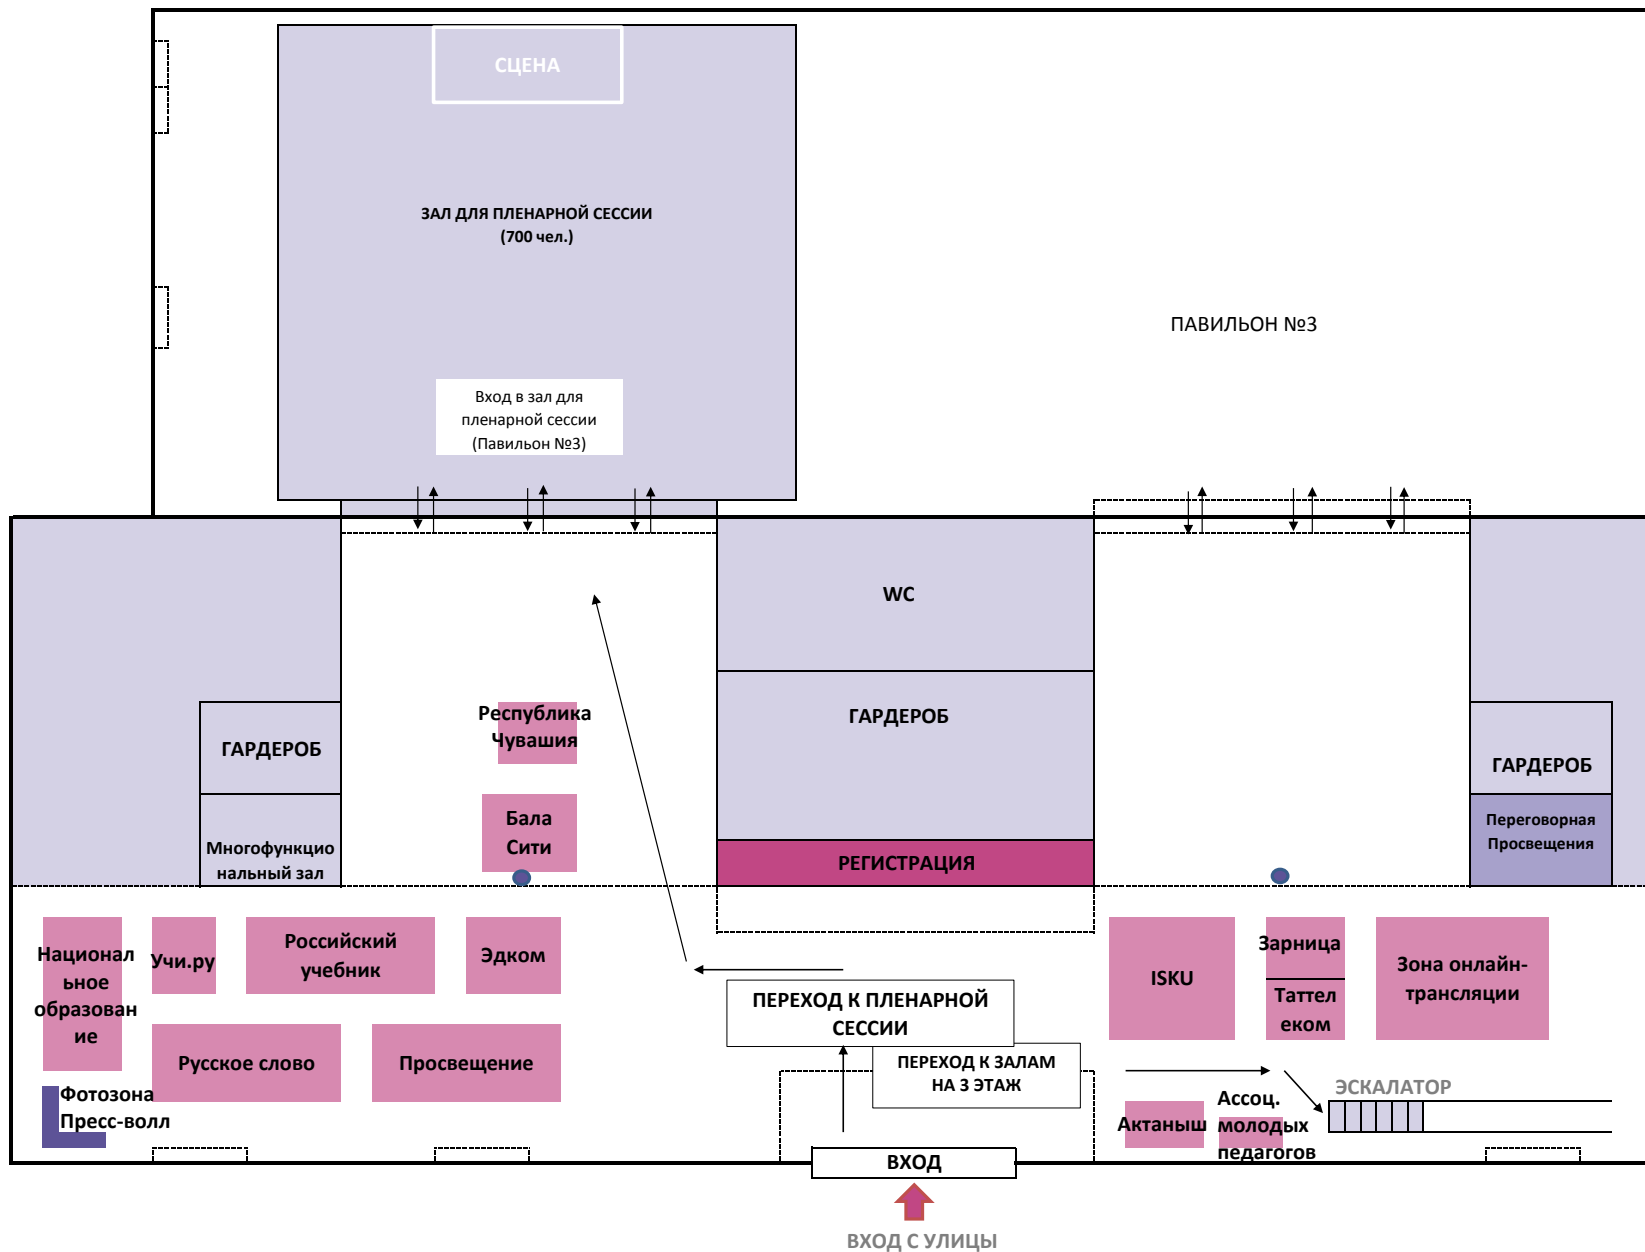 СЦЕНА
ЗАЛ ДЛЯ ПЛЕНАРНОЙ СЕССИИ
(700 чел.)
ПАВИЛЬОН №3
Вход в зал для
пленарной сессии
(Павильон №3)
WC
ГАРДЕРОБ
Республика
Чувашия
ГАРДЕРОБ
ГАРДЕРОБ
Бала
Сити
Многофункцио
нальный зал
РЕГИСТРАЦИЯ
Переговорная
Просвещения
Национал
ьное
образован
ие
Учи.ру
Российский
учебник
Эдком
ISKU
Зарница
Таттел
еком
Зона онлайн-
трансляции
ПЕРЕХОД К ПЛЕНАРНОЙ
СЕССИИ
Русское слово
Просвещение
ПЕРЕХОД К ЗАЛАМ
НА 3 ЭТАЖ
ЭСКАЛАТОР
Фотозона
Пресс-волл
Актаныш
Ассоц.
молодых
педагогов
ВХОД
ВХОД С УЛИЦЫ